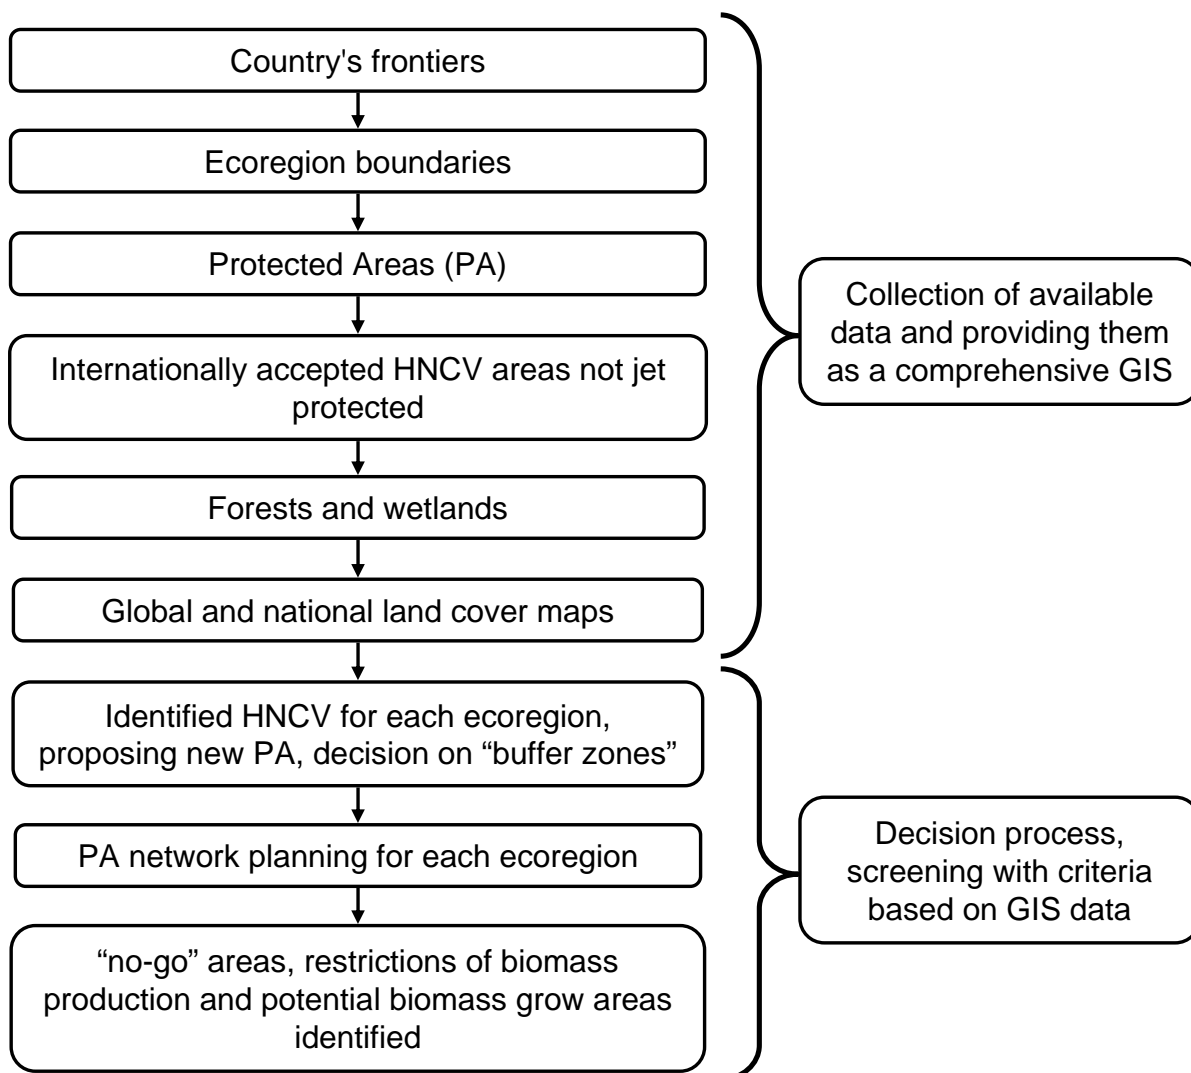 Country's frontiers
Ecoregion boundaries
Protected Areas (PA)
Internationally accepted HNCV areas not jet
protected
Forests and wetlands
Global and national land cover maps
Collection of available
data and providing them
as a comprehensive GIS
Identified HNCV for each ecoregion,
proposing new PA, decision on “buffer zones”
PA network planning for each ecoregion
“no-go” areas, restrictions of biomass
production and potential biomass grow areas
identified
Decision process,
screening with criteria
based on GIS data